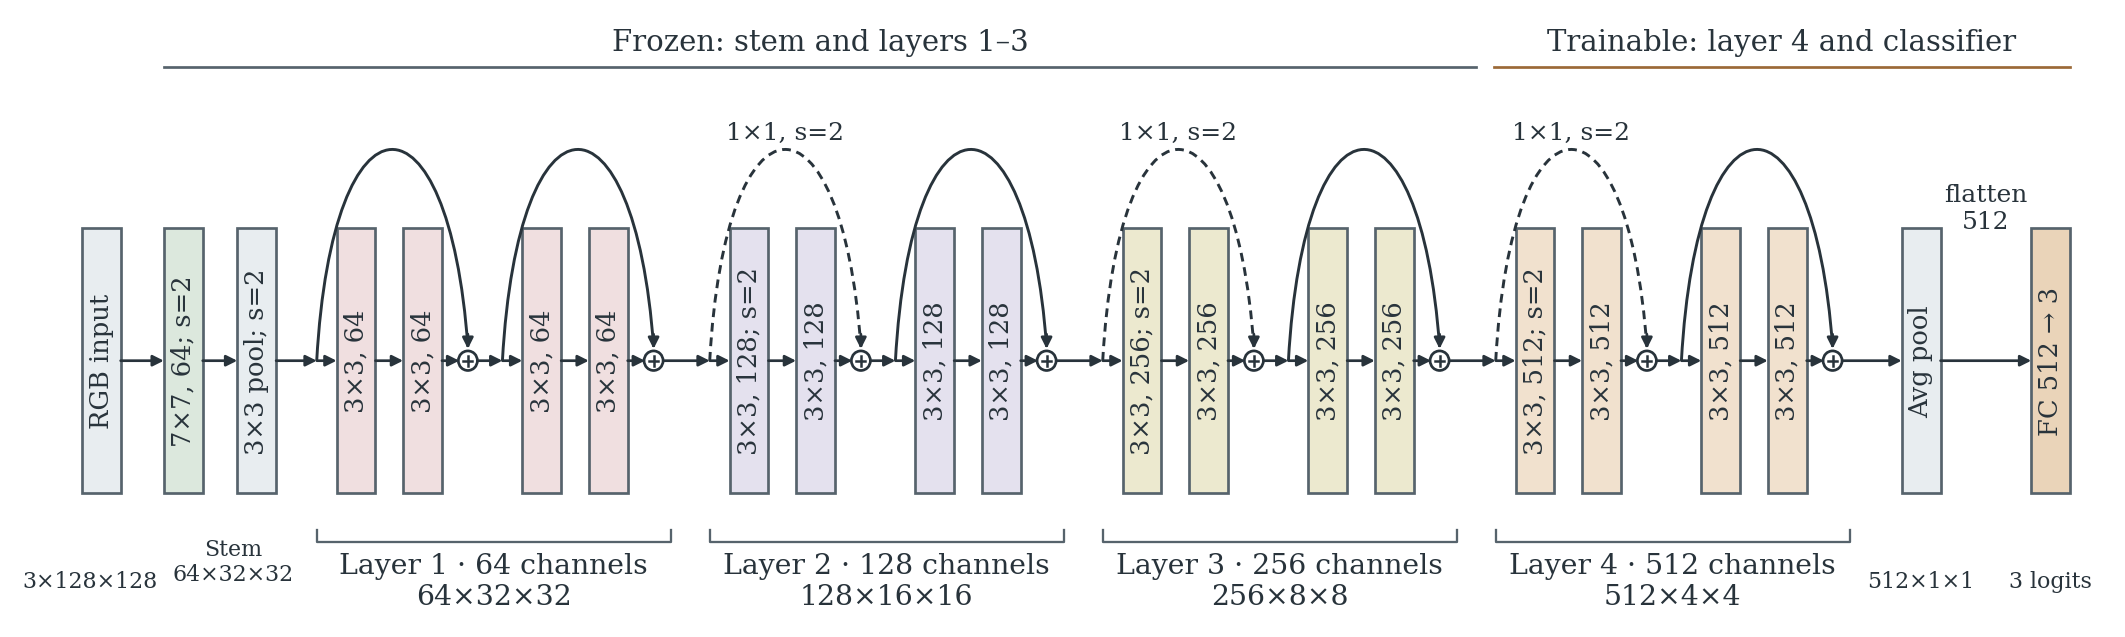 Frozen: stem and layers 1–3
Trainable: layer 4 and classifier
1×1, s=2
1×1, s=2
1×1, s=2
flatten
512
RGB input
7×7, 64; s=2
3×3 pool; s=2
3×3, 64
3×3, 64
3×3, 64
3×3, 64
3×3, 128; s=2
3×3, 128
3×3, 128
3×3, 128
3×3, 256; s=2
3×3, 256
3×3, 256
3×3, 256
3×3, 512; s=2
3×3, 512
3×3, 512
3×3, 512
Avg pool
FC 512 → 3
3×128×128
Stem
64×32×32
Layer 1 · 64 channels
64×32×32
Layer 2 · 128 channels
128×16×16
Layer 3 · 256 channels
256×8×8
Layer 4 · 512 channels
512×4×4
512×1×1
3 logits